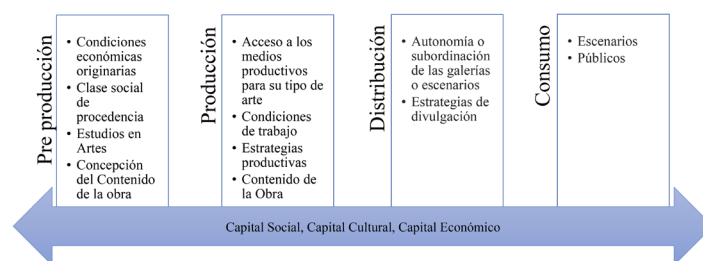 Pre producción
• Condiciones
económicas
originarias
• Clase social
de
procedencia
• Estudios en
Artes
• Concepción
del Contenido
de la obra
Producción
• Acceso a los
medios
productivos
para su tipo de
arte
• Condiciones
de trabajo
• Estrategias
productivas
• Contenido de
la Obra
Distribución
• Autonomía o
subordinación
de las galerías
o escenarios
• Estrategias de
divulgación
Consumo
• Escenarios
• Públicos
Capital Social, Capital Cultural, Capital Económico